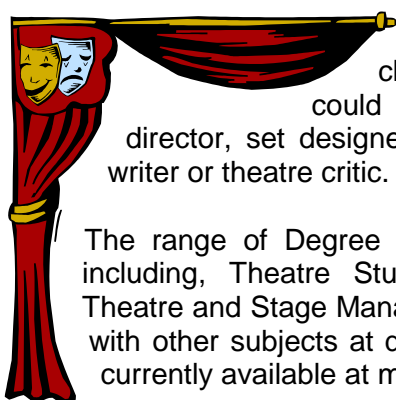 could
director, set designe
writer or theatre critic.
The range of Degree
including, Theatre Stu
Theatre and Stage Mana
with other subjects at
currently available at m